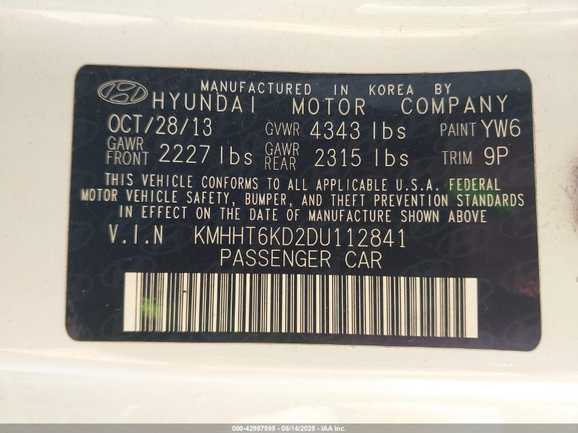 MANUFACTURED IN KOREA BY
HYUNDAI MOTOR COMPANY
OCT/28/13 GVWR 4343 lbs PAINT YW6
GAWR FRONT 2227 lbs GAWR REAR 2315 lbs TRIM 9P
THIS VEHICLE CONFORMS TO ALL APPLICABLE U.S.A. FEDERAL
MOTOR VEHICLE SAFETY, BUMPER, AND THEFT PREVENTION STANDARDS
IN EFFECT ON THE DATE OF MANUFACTURE SHOWN ABOVE
V.I.N KMHHT6KD2DU112841
PASSENGER CAR
000-42987595 - 08/14/2025 - IAA Inc.